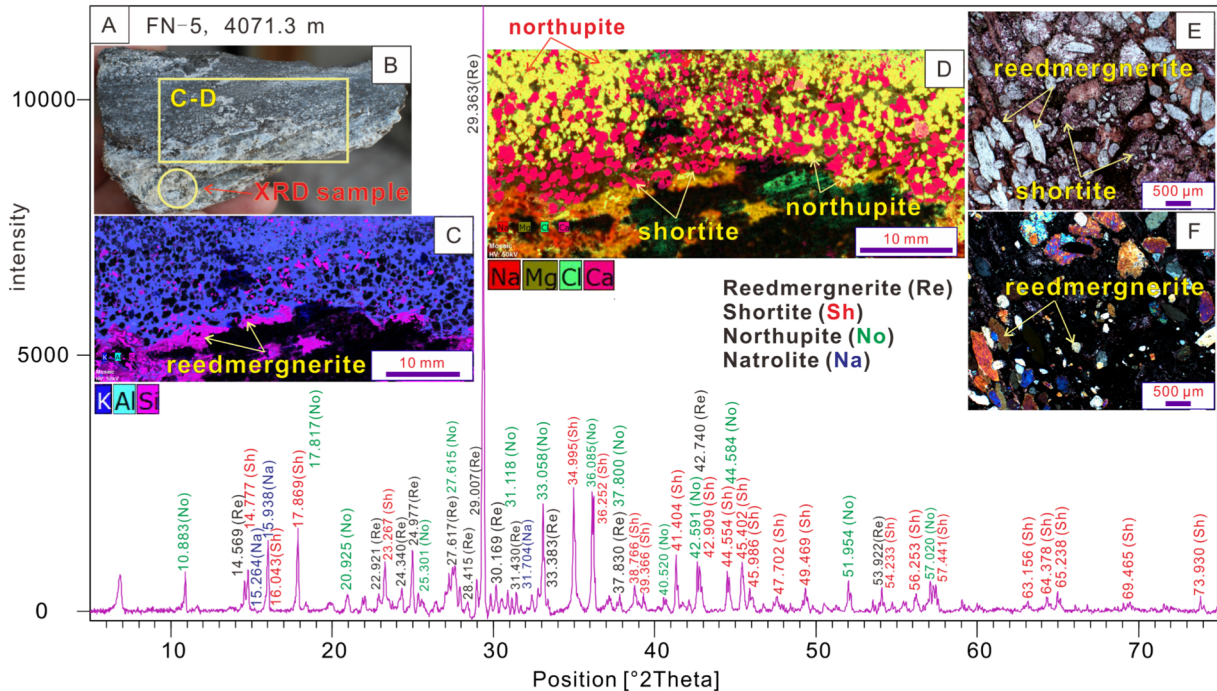 A
FN-5, 4071.3 m
B
C-D
XRD sample
C
reedmergnerite
10 mm
K Al Si
northupite
D
shortite
northupite
10 mm
Na Mg Cl Ca
E
reedmergnerite
shortite
500 μm
F
reedmergnerite
500 μm
Reedmergnerite (Re)
Shortite (Sh)
Northupite (No)
Natrolite (Na)
intensity
10000
5000
0
10.883(No)
14.569 (Re)
14.777 (Sh)
15.264(Na)
15.938(Na)
16.043(Sh)
17.869(Sh)
17.817(No)
20.925 (No)
22.921 (Re)
23.267 (Sh)
24.340(Re)
24.977(Re)
25.301(No)
27.617(Re)
27.615 (No)
28.415 (Re)
29.007(Re)
29.363(Re)
30.169 (Re)
31.118 (No)
31.430(Re)
31.704(Na)
33.058(No)
33.383(Re)
34.995(Sh)
36.085(No)
36.252 (Sh)
37.800 (No)
37.830 (Re)
38.766(Sh)
39.366(Sh)
40.520 (No)
41.404 (Sh)
42.591 (No)
42.740 (Re)
42.909 (Sh)
44.554 (Sh)
44.584 (No)
45.402 (Sh)
45.986 (Sh)
47.702 (Sh)
49.469 (Sh)
51.954 (No)
53.922(Re)
54.233 (Sh)
56.253 (Sh)
57.020 (No)
57.441(Sh)
63.156 (Sh)
64.378 (Sh)
65.238 (Sh)
69.465 (Sh)
73.930 (Sh)
10 20 30 40 50 60 70
Position [°2Theta]